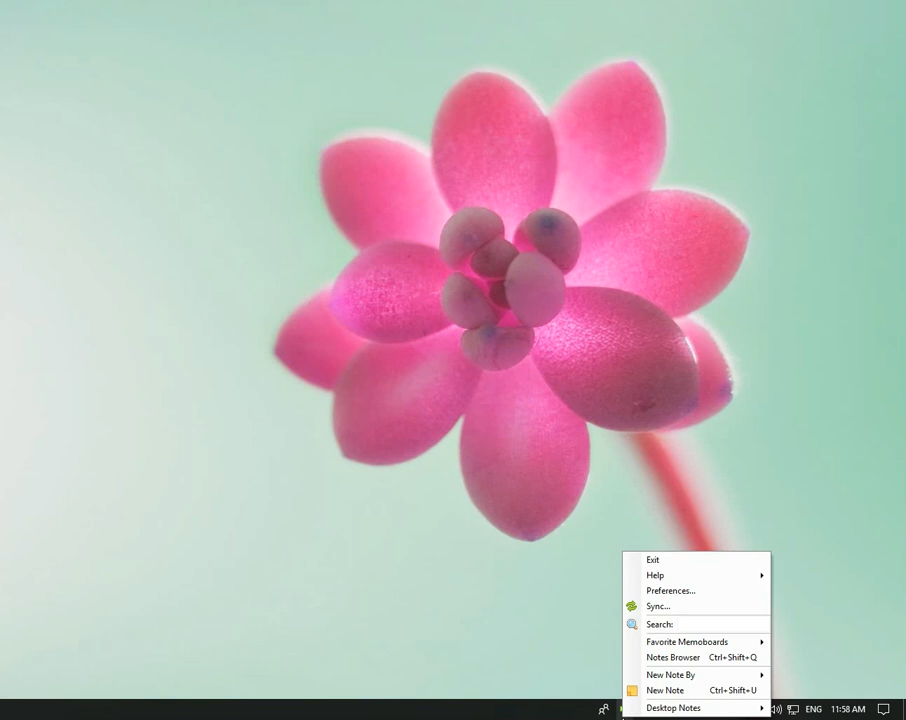 Exit
Help
Preferences...
Sync...
Search:
Favorite Memoboards
Notes Browser Ctrl+Shift+Q
New Note By
New Note Ctrl+Shift+U
Desktop Notes
ENG 11:58 AM